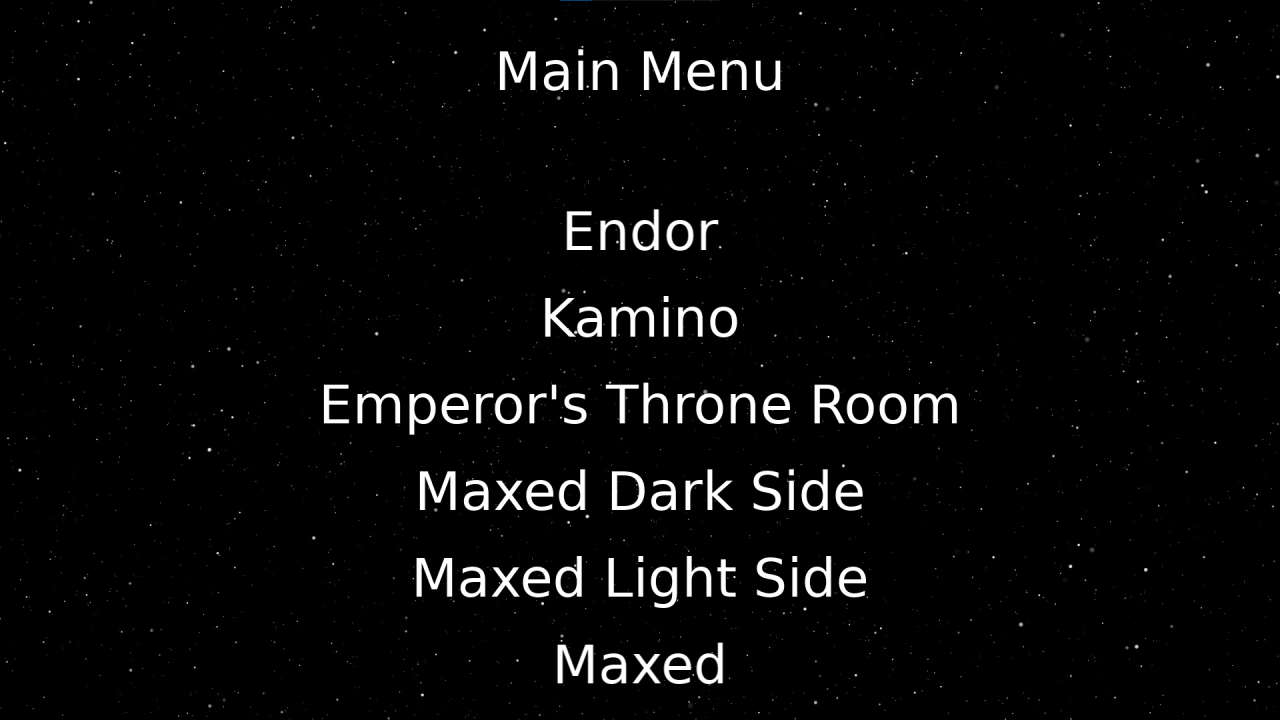 Main Menu
Endor
Kamino
Emperor's Throne Room
Maxed Dark Side
Maxed Light Side
Maxed